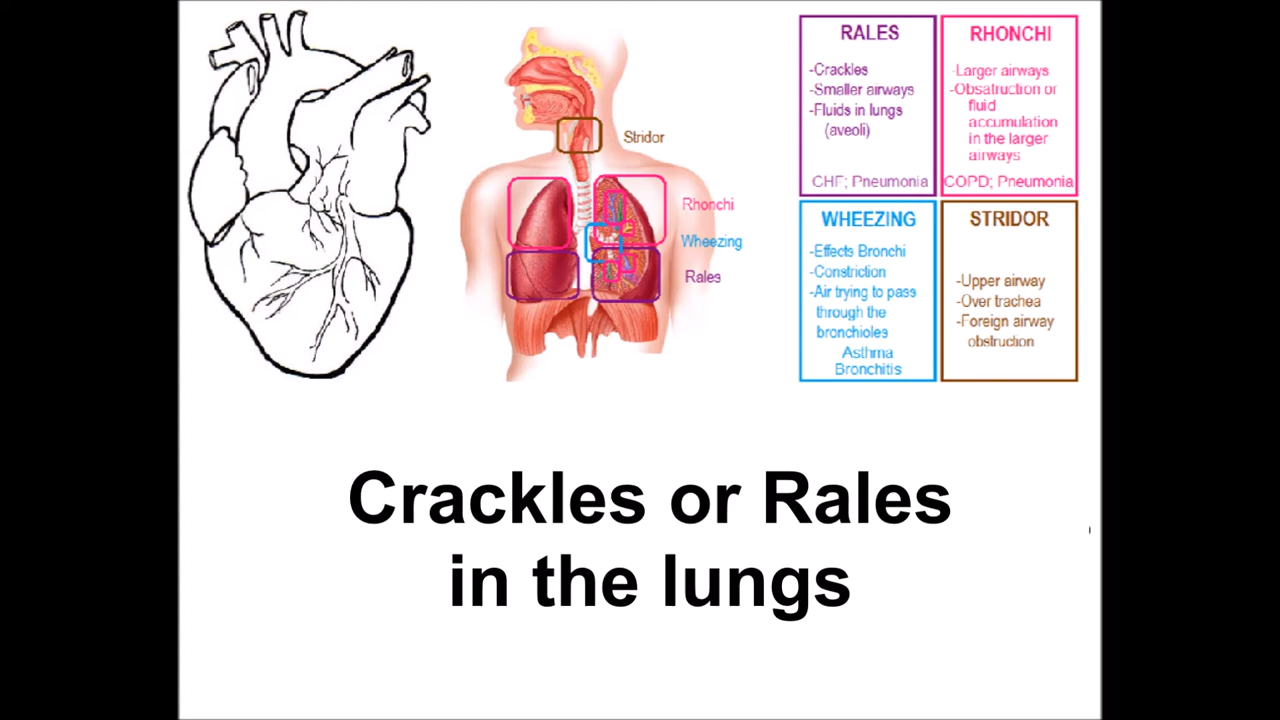 Stridor
Rhonchi
Wheezing
Rales
RALES
-Crackles
-Smaller airways
-Fluids in lungs
(aveoli)
CHF; Pneumonia
RHONCHI
-Larger airways
-Obsatruction or
fluid
accumulation
in the larger
airways
COPD; Pneumonia
WHEEZING
-Effects Bronchi
-Constriction
-Air trying to pass
through the
bronchioles
Asthma
Bronchitis
STRIDOR
-Upper airway
-Over trachea
-Foreign airway
obstruction
Crackles or Rales
in the lungs